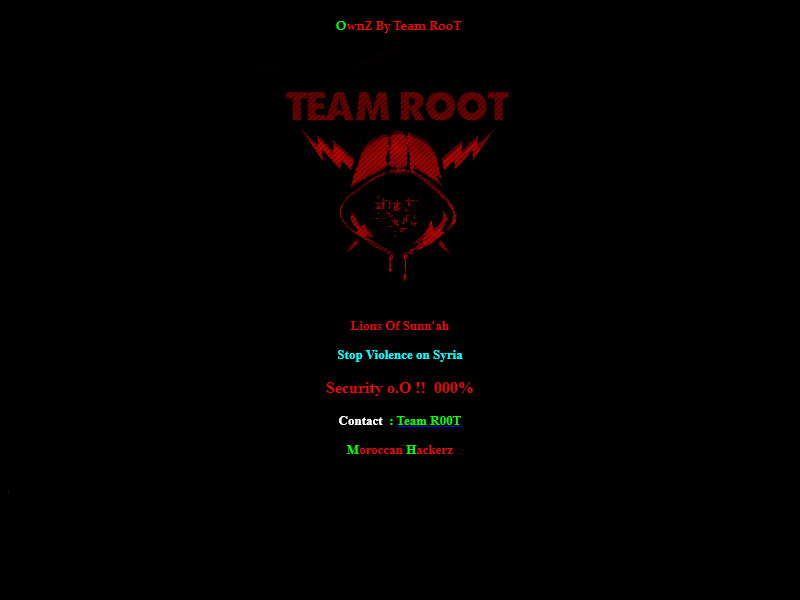 OwnZ By Team RooT
TEAM ROOT
Lions Of Sunn'ah
Stop Violence on Syria
Security o.O !!  000%
Contact  : Team R00T
Moroccan Hackerz